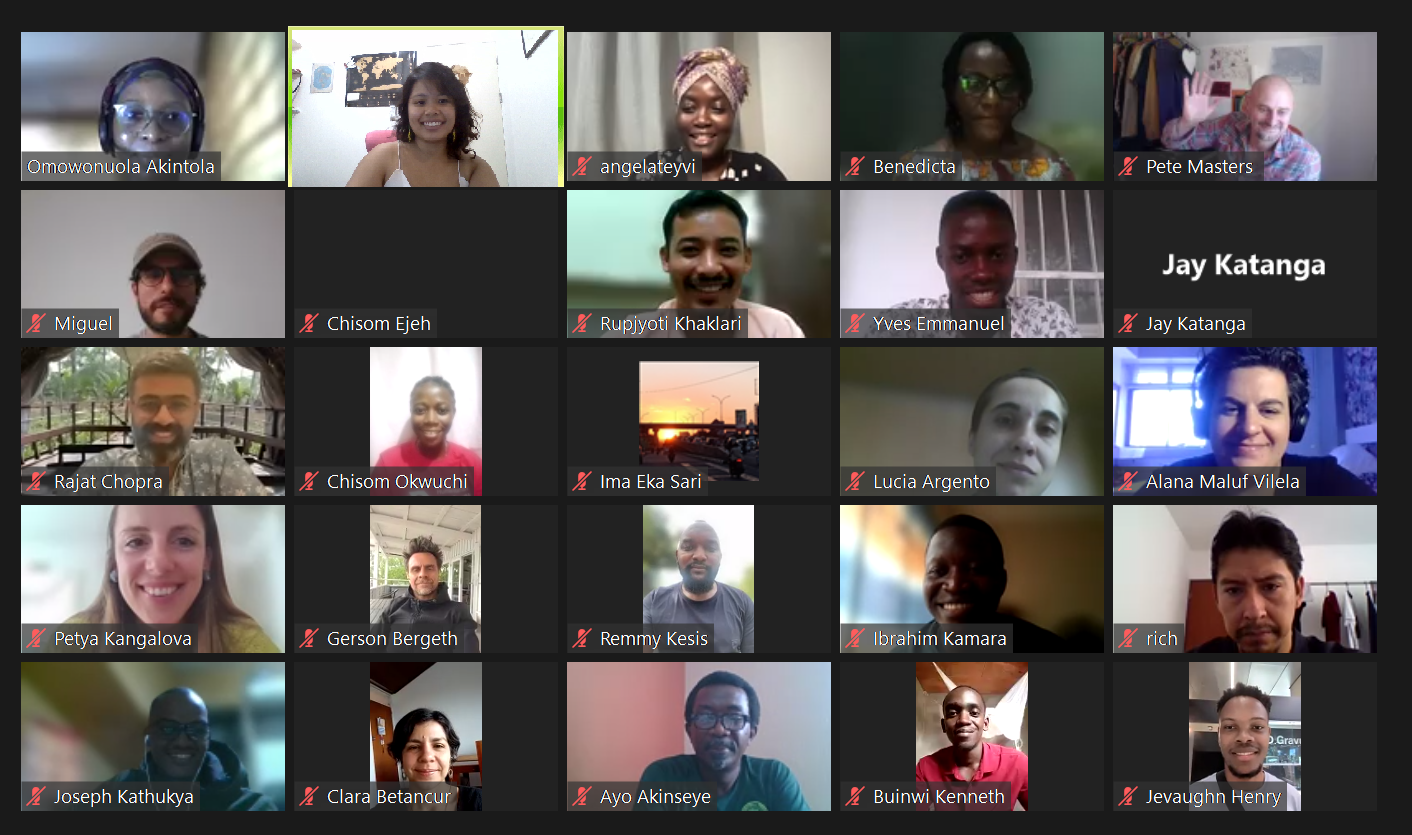 Omowonuola Akintola
angelateyvi
Benedicta
Pete Masters
Miguel
Chisom Ejeh
Rupjyoti Khaklari
Yves Emmanuel
Jay Katanga
Jay Katanga
Rajat Chopra
Chisom Okwuchi
Ima Eka Sari
Lucia Argento
Alana Maluf Vilela
Petya Kangalova
Gerson Bergeth
Remmy Kesis
Ibrahim Kamara
rich
Joseph Kathukya
Clara Betancur
Ayo Akinseye
Buinwi Kenneth
Jevaughn Henry